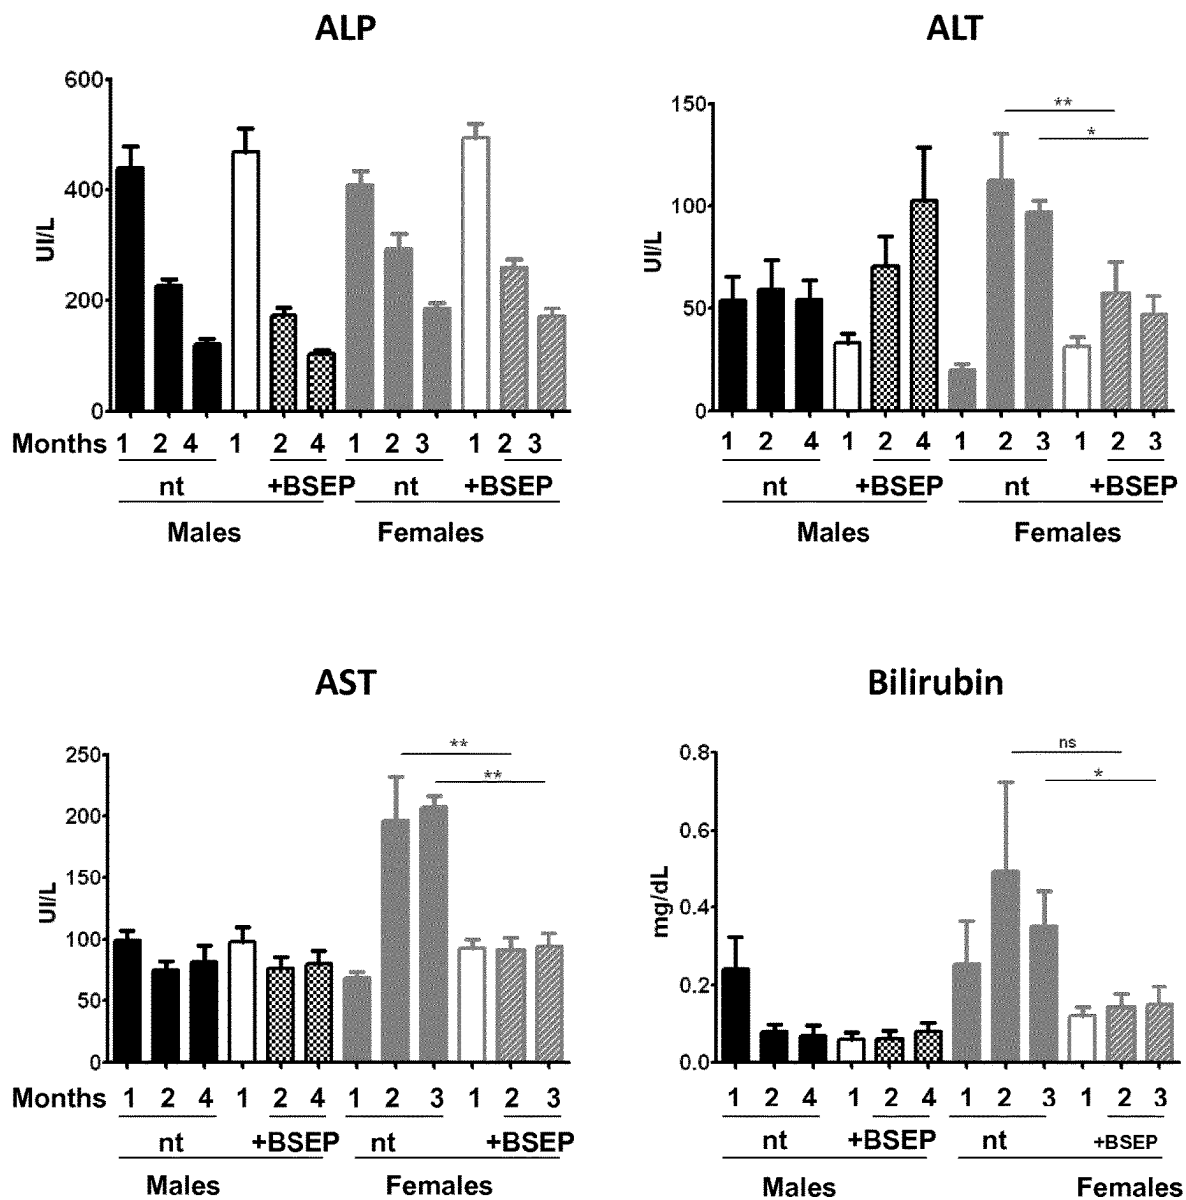 ALP
600
400
200
0
UI/L
Months 1 2 4 1 2 4 1 2 3 1 2 3
nt +BSEP nt +BSEP
Males Females
ALT
150
100
50
0
UI/L
**
*
1 2 4 1 2 4 1 2 3 1 2 3
nt +BSEP nt +BSEP
Males Females
AST
250
200
150
100
50
0
UI/L
**
**
Months 1 2 4 1 2 4 1 2 3 1 2 3
nt +BSEP nt +BSEP
Males Females
Bilirubin
0.8
0.6
0.4
0.2
0.0
mg/dL
ns
*
1 2 4 1 2 4 1 2 3 1 2 3
nt +BSEP nt +BSEP
Males Females